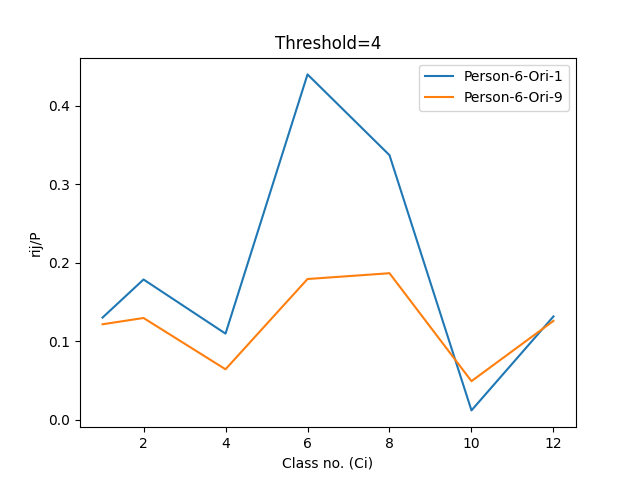 Threshold=4
Person-6-Ori-1
Person-6-Ori-9
0.4
0.3
0.2
0.1
0.0
rij/P
2 4 6 8 10 12
Class no. (Ci)